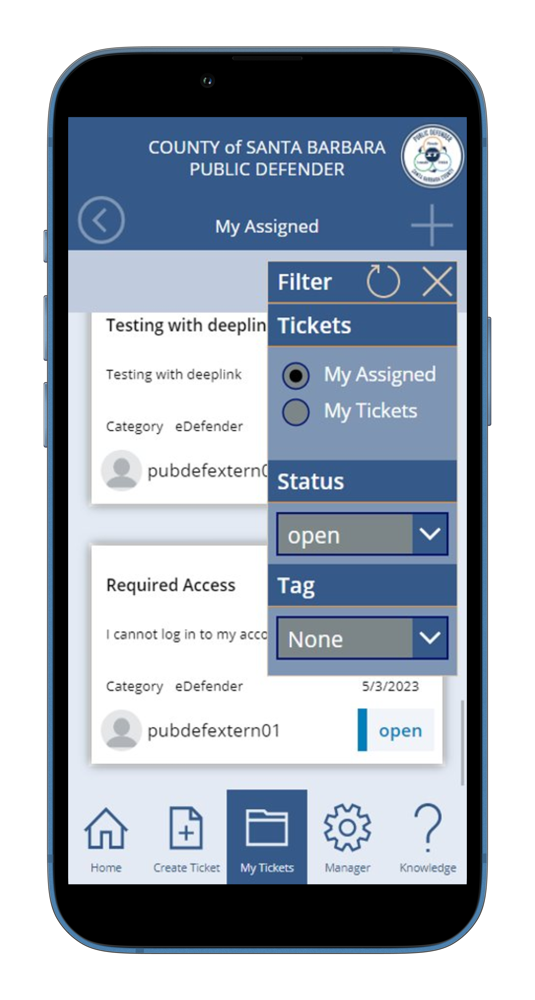 COUNTY of SANTA BARBARA
PUBLIC DEFENDER
PUBLIC DEFENDER
SANTA BARBARA COUNTY
My Assigned
Filter
Tickets
My Assigned
My Tickets
Status
open
Tag
None
Testing with deeplin
Testing with deeplink
Category eDefender
pubdefextern0
Required Access
I cannot log in to my acco
Category eDefender 5/3/2023
pubdefextern01 open
Home Create Ticket My Tickets Manager Knowledge